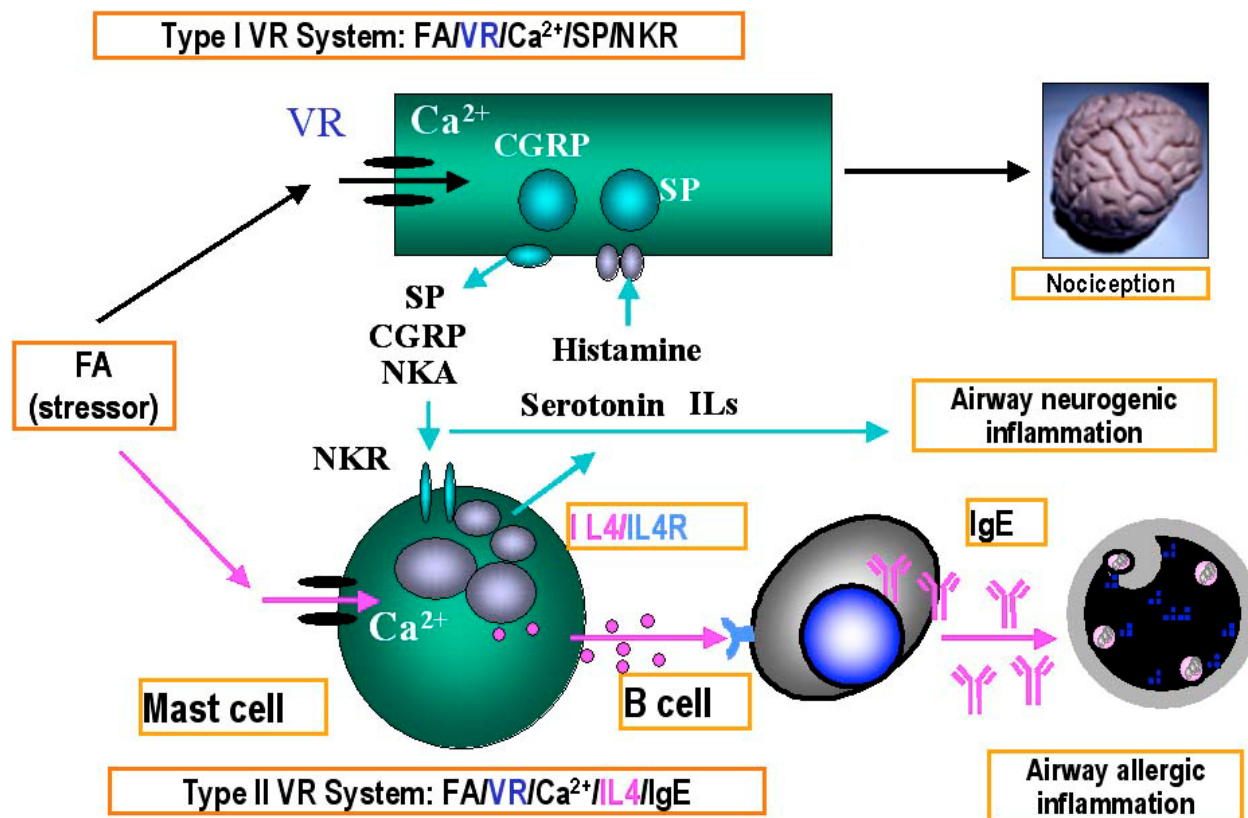 Type I VR System: FA/VR/Ca²⁺/SP/NKR
VR
Ca²⁺
CGRP
SP
Nociception
SP
CGRP
NKA
Histamine
FA
(stressor)
Serotonin ILs
Airway neurogenic
inflammation
NKR
I L4/IL4R
IgE
Ca²⁺
Mast cell
B cell
Type II VR System: FA/VR/Ca²⁺/IL4/IgE
Airway allergic
inflammation